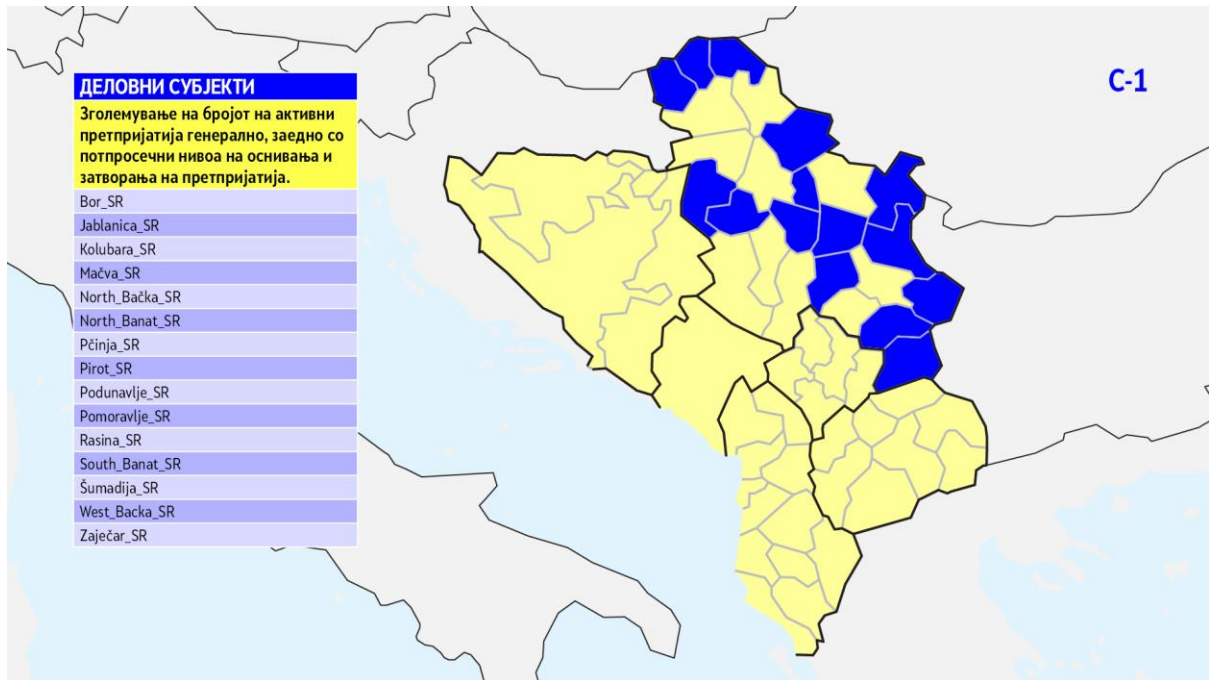 ДЕЛОВНИ СУБЈЕКТИ
Зголемување на бројот на активни
претпријатија генерално, заедно со
потпросечни нивоа на оснивања и
затворања на претпријатија.
Bor_SR
Jablanica_SR
Kolubara_SR
Mačva_SR
North_Bačka_SR
North_Banat_SR
Pčinja_SR
Pirot_SR
Podunavlje_SR
Pomoravlje_SR
Rasina_SR
South_Banat_SR
Šumadija_SR
West_Backa_SR
Zaječar_SR
C-1